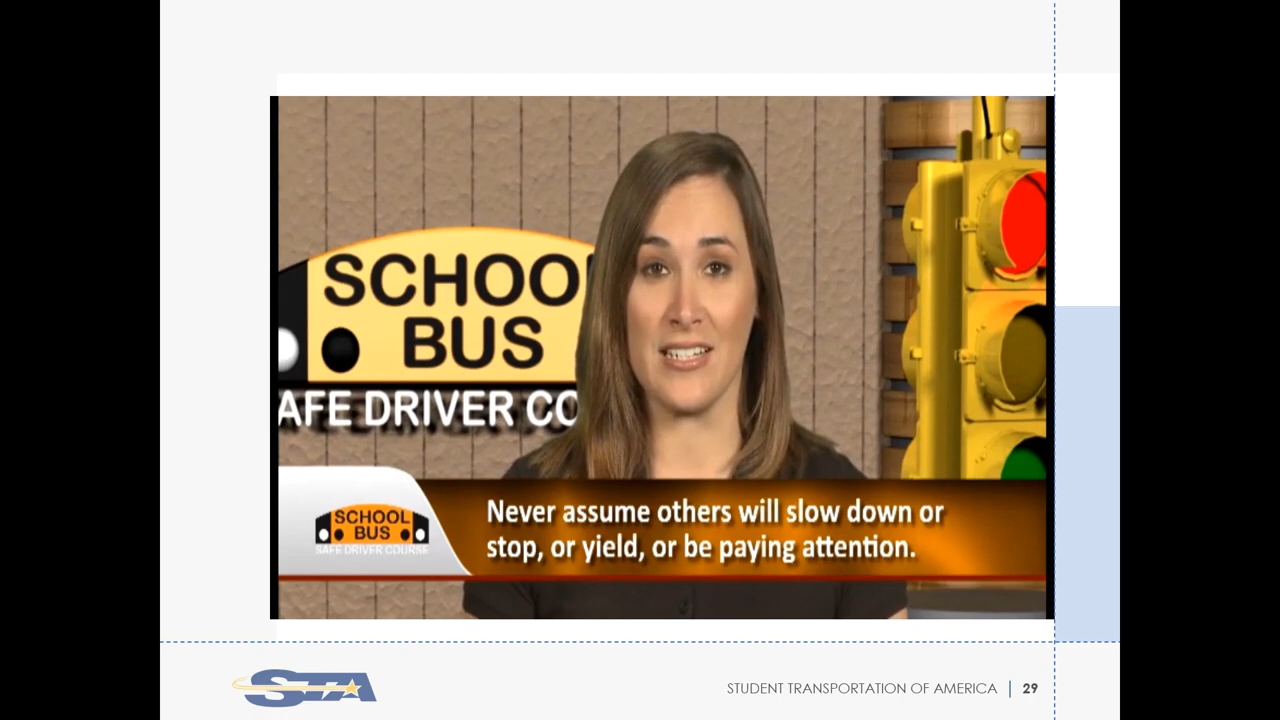 SCHOO
BUS
AFE DRIVER CO
SCHOOL
BUS
SAFE DRIVER COURSE
Never assume others will slow down or
stop, or yield, or be paying attention.
STA
STUDENT TRANSPORTATION OF AMERICA | 29